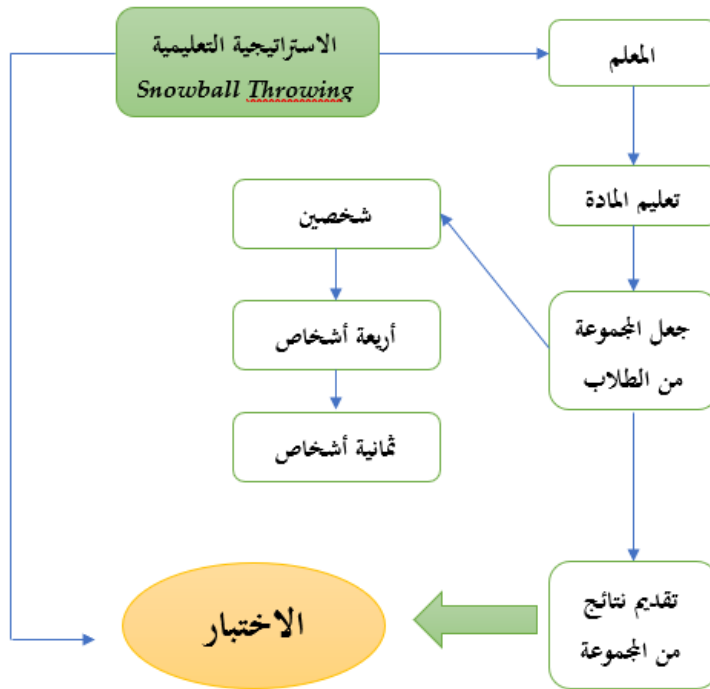 الاستراتيجية التعليمية
Snowball Throwing
المعلم
تعليم المادة
جعل المجموعة
من الطلاب
شخصين
أربعة أشخاص
ثمانية أشخاص
تقديم نتائج
من المجموعة
الاختبار